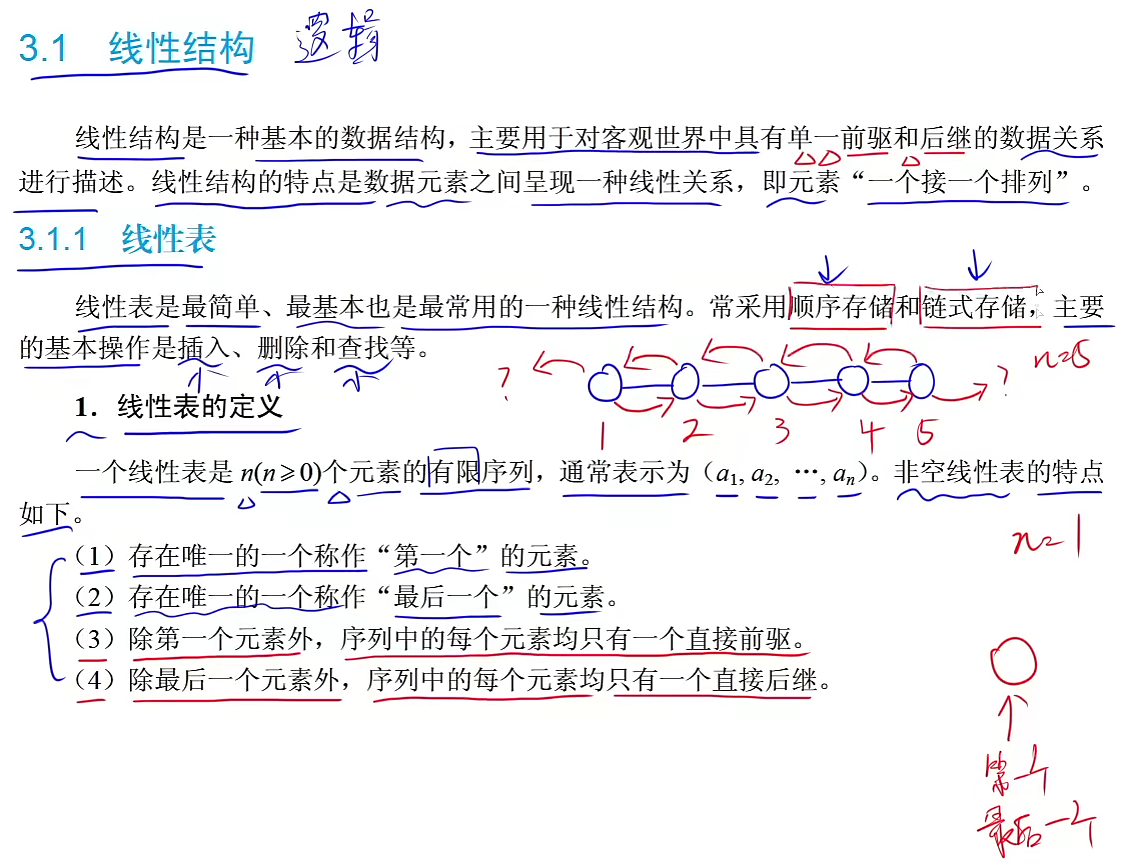 3.1 线性结构 逻辑
线性结构是一种基本的数据结构，主要用于对客观世界中具有单一前驱和后继的数据关系
进行描述。线性结构的特点是数据元素之间呈现一种线性关系，即元素“一个接一个排列”。
3.1.1 线性表
线性表是最简单、最基本也是最常用的一种线性结构。常采用顺序存储和链式存储，主要
的基本操作是插入、删除和查找等。
n=5
? ?
1 2 3 4 5
1．线性表的定义
一个线性表是 n(n≥0)个元素的有限序列，通常表示为（a1, a2, …, an）。非空线性表的特点
如下。
n=1
（1）存在唯一的一个称作“第一个”的元素。
（2）存在唯一的一个称作“最后一个”的元素。
（3）除第一个元素外，序列中的每个元素均只有一个直接前驱。
（4）除最后一个元素外，序列中的每个元素均只有一个直接后继。
第一个
最后一个